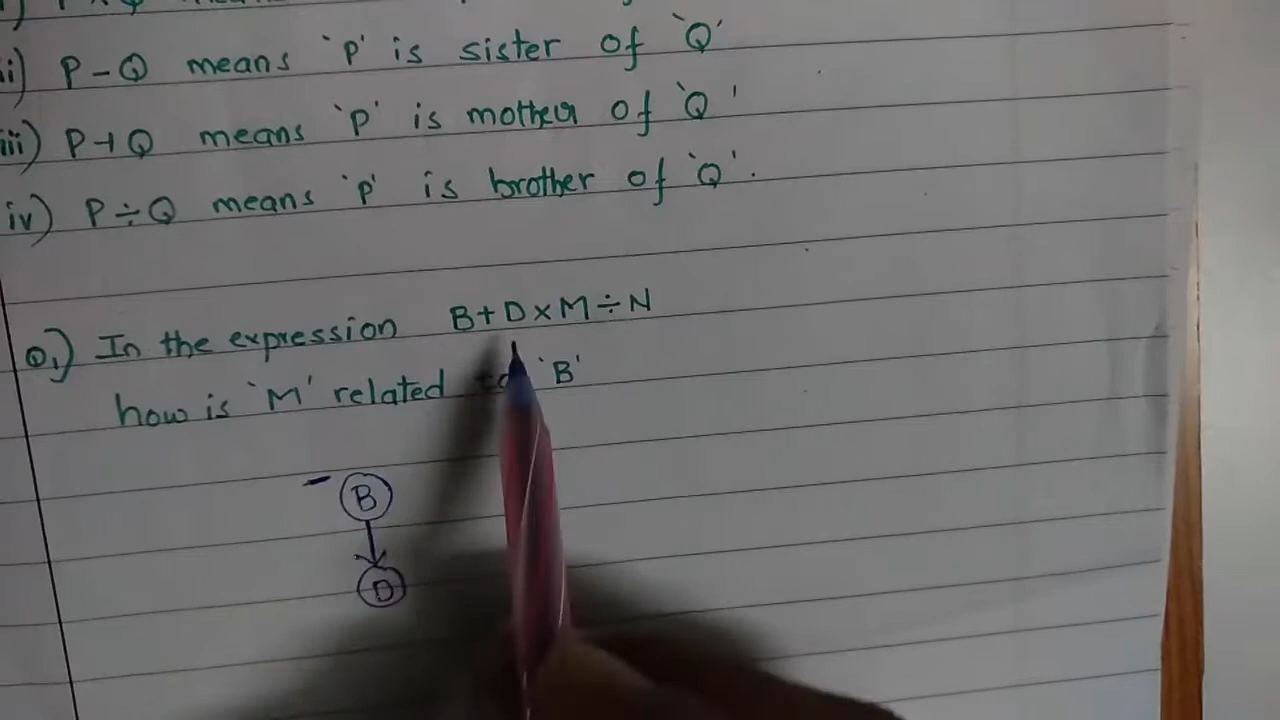 ii) P - Q means 'P' is sister of 'Q'
iii) P + Q means 'P' is mother of 'Q'
iv) P ÷ Q means 'P' is brother of 'Q'.
Q1) In the expression B + D × M ÷ N
how is 'M' related to 'B'
- B
D